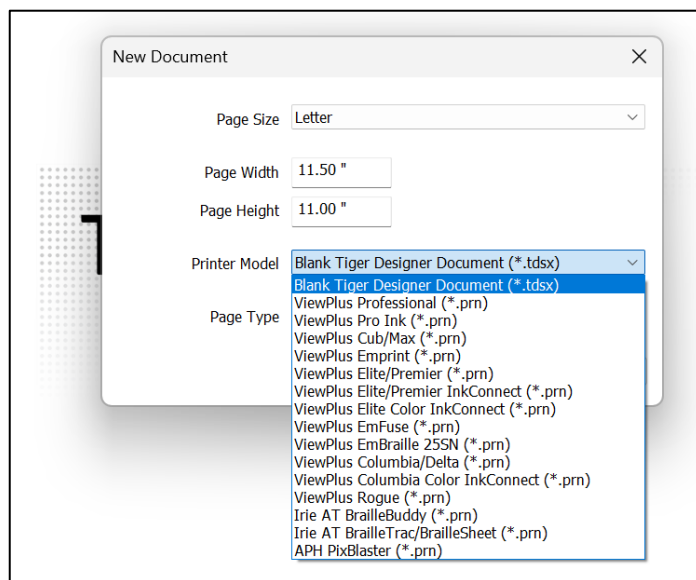 New Document
Page Size Letter
Page Width 11.50 "
Page Height 11.00 "
Printer Model Blank Tiger Designer Document (*.tdsx)
Blank Tiger Designer Document (*.tdsx)
Page Type
ViewPlus Professional (*.prn)
ViewPlus Pro Ink (*.prn)
ViewPlus Cub/Max (*.prn)
ViewPlus Emprint (*.prn)
ViewPlus Elite/Premier (*.prn)
ViewPlus Elite/Premier InkConnect (*.prn)
ViewPlus Elite Color InkConnect (*.prn)
ViewPlus EmFuse (*.prn)
ViewPlus EmBraille 25SN (*.prn)
ViewPlus Columbia/Delta (*.prn)
ViewPlus Columbia Color InkConnect (*.prn)
ViewPlus Rogue (*.prn)
Irie AT BrailleBuddy (*.prn)
Irie AT BrailleTrac/BrailleSheet (*.prn)
APH PixBlaster (*.prn)